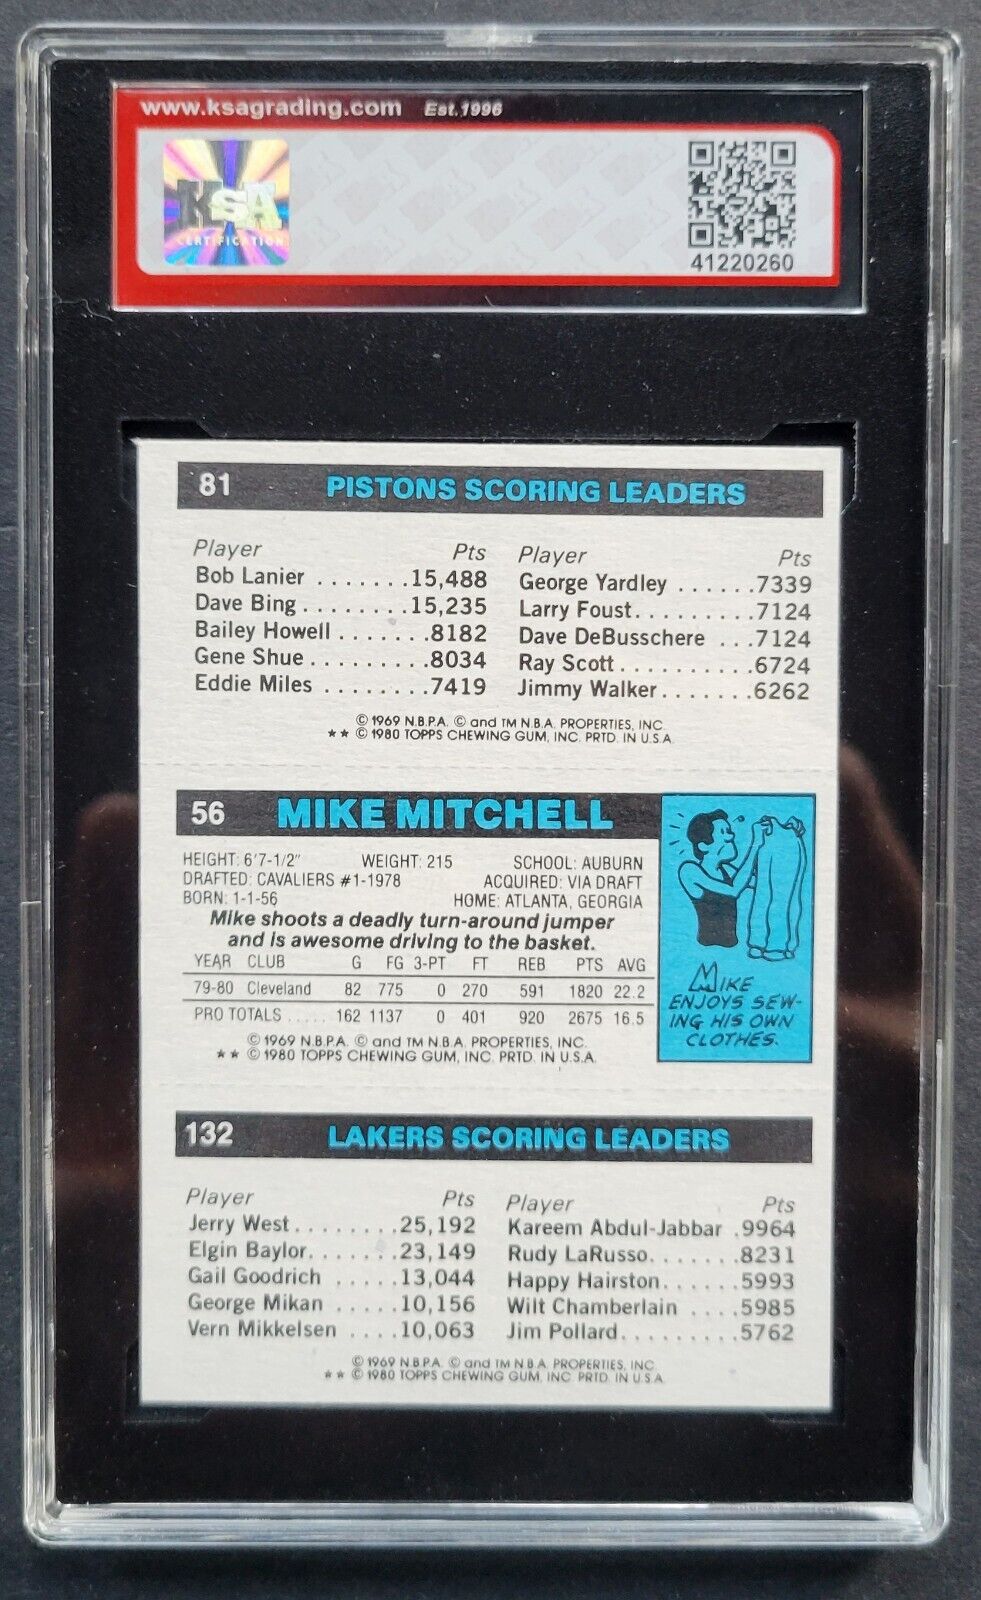 www.ksagrading.com Est.1996
KSA
CERTIFICATION
41220260
81 PISTONS SCORING LEADERS
Player Pts Player Pts
Bob Lanier .......15,488 George Yardley ......7339
Dave Bing........15,235 Larry Foust.........7124
Bailey Howell .......8182 Dave DeBusschere ...7124
Gene Shue.........8034 Ray Scott..........6724
Eddie Miles ........7419 Jimmy Walker.......6262
© 1969 N.B.P.A. © and TM N.B.A. PROPERTIES, INC.
★★ © 1980 TOPPS CHEWING GUM, INC. PRTD. IN U.S.A.
56 MIKE MITCHELL
HEIGHT: 6'7-1/2" WEIGHT: 215 SCHOOL: AUBURN
DRAFTED: CAVALIERS #1-1978 ACQUIRED: VIA DRAFT
BORN: 1-1-56 HOME: ATLANTA, GEORGIA
Mike shoots a deadly turn-around jumper
and is awesome driving to the basket.
YEAR CLUB G FG 3-PT FT REB PTS AVG
79-80 Cleveland 82 775 0 270 591 1820 22.2
PRO TOTALS ..... 162 1137 0 401 920 2675 16.5
© 1969 N.B.P.A. © and TM N.B.A. PROPERTIES, INC.
★★ © 1980 TOPPS CHEWING GUM, INC. PRTD. IN U.S.A.
MIKE
ENJOYS SEW-
ING HIS OWN
CLOTHES.
132 LAKERS SCORING LEADERS
Player Pts Player Pts
Jerry West........25,192 Kareem Abdul-Jabbar .9964
Elgin Baylor.......23,149 Rudy LaRusso.......8231
Gail Goodrich .....13,044 Happy Hairston......5993
George Mikan .....10,156 Wilt Chamberlain ....5985
Vern Mikkelsen ....10,063 Jim Pollard.........5762
© 1969 N.B.P.A. © and TM N.B.A. PROPERTIES, INC.
★★ © 1980 TOPPS CHEWING GUM, INC. PRTD. IN U.S.A.